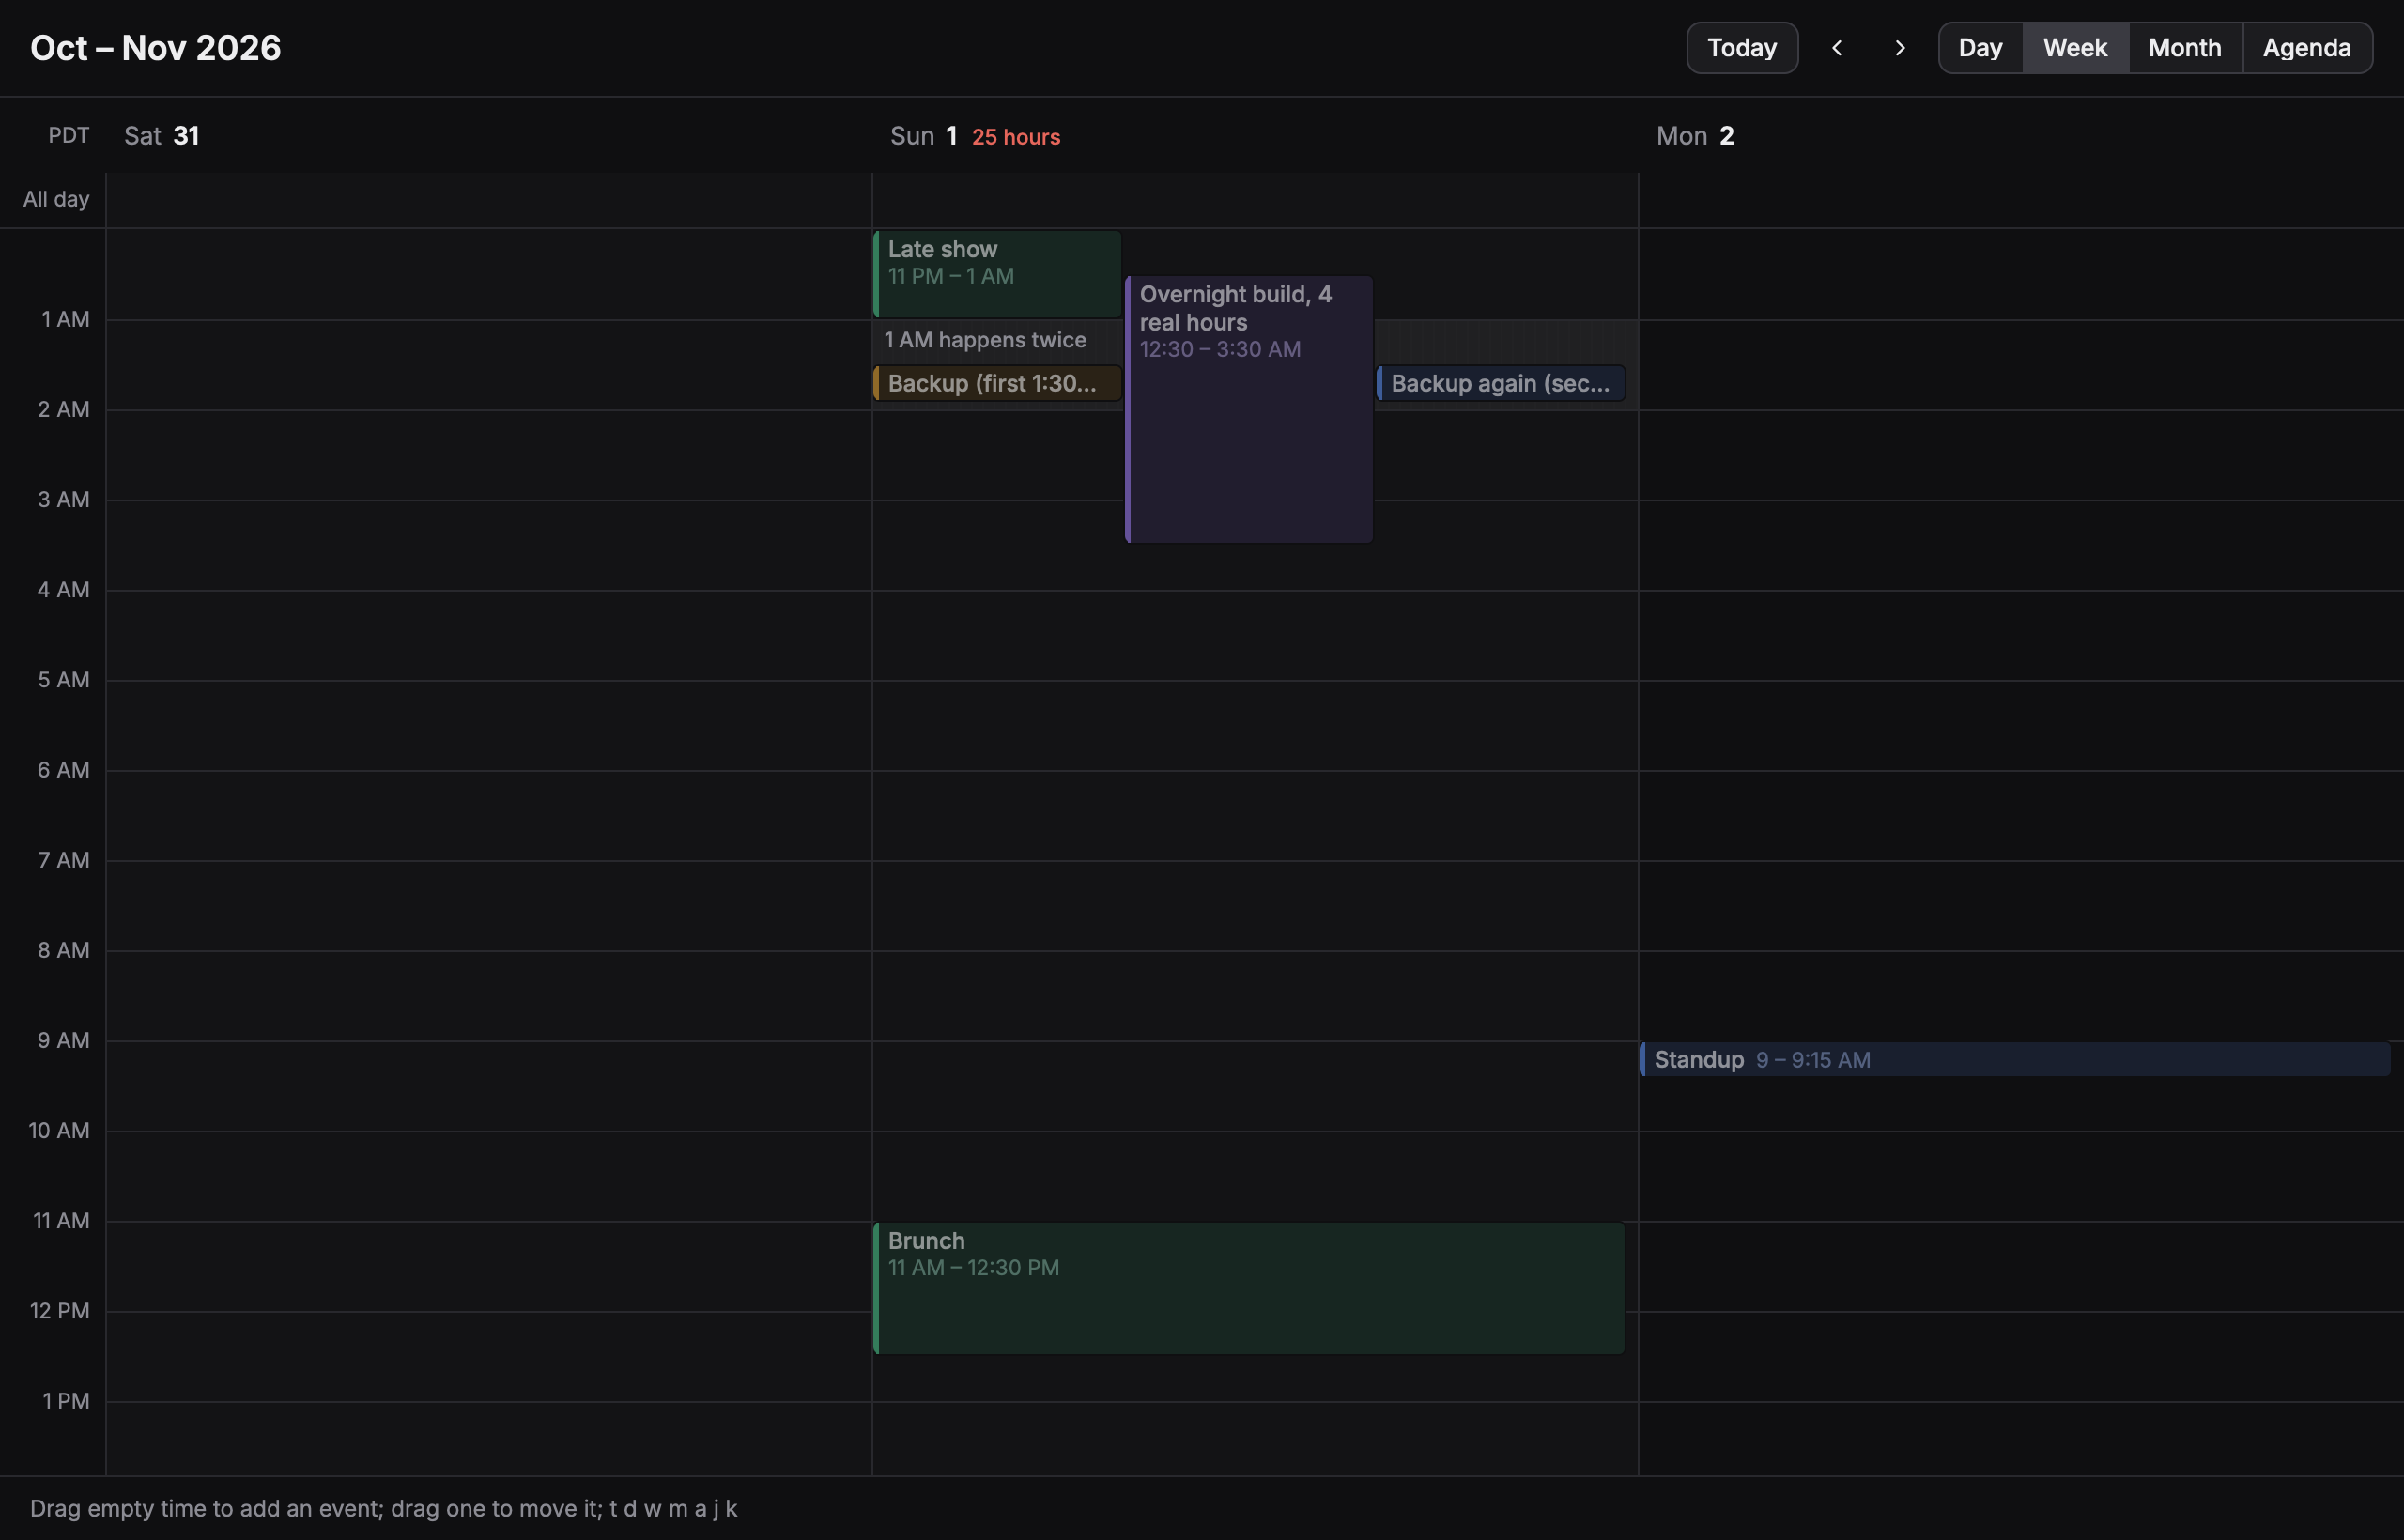 Oct – Nov 2026
Today
Day
Week
Month
Agenda
PDT
Sat 31
Sun 1 25 hours
Mon 2
All day
Late show
11 PM – 1 AM
Overnight build, 4
real hours
12:30 – 3:30 AM
1 AM
1 AM happens twice
Backup (first 1:30...
Backup again (sec...
2 AM
3 AM
4 AM
5 AM
6 AM
7 AM
8 AM
9 AM
Standup 9 – 9:15 AM
10 AM
11 AM
Brunch
11 AM – 12:30 PM
12 PM
1 PM
Drag empty time to add an event; drag one to move it; t d w m a j k